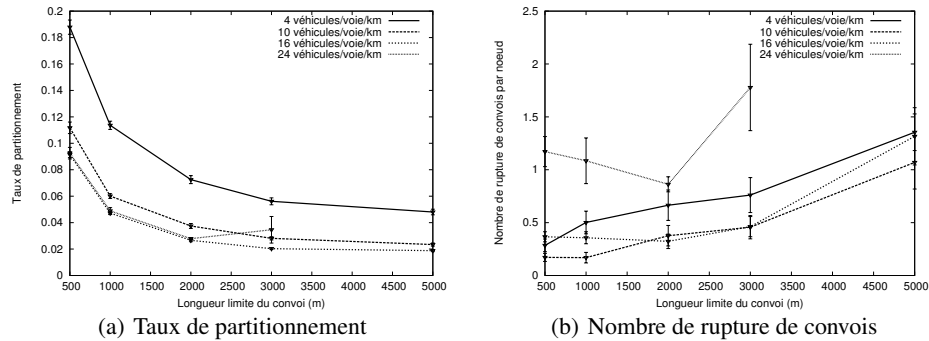 4 véhicules/voie/km
10 véhicules/voie/km
16 véhicules/voie/km
24 véhicules/voie/km
0.2
0.18
0.16
0.14
0.12
0.1
0.08
0.06
0.04
0.02
0
Taux de partitionnement
500 1000 1500 2000 2500 3000 3500 4000 4500 5000
Longueur limite du convoi (m)
(a) Taux de partitionnement
4 véhicules/voie/km
10 véhicules/voie/km
16 véhicules/voie/km
24 véhicules/voie/km
2.5
2
1.5
1
0.5
0
Nombre de rupture de convois par noeud
500 1000 1500 2000 2500 3000 3500 4000 4500 5000
Longueur limite du convoi (m)
(b) Nombre de rupture de convois